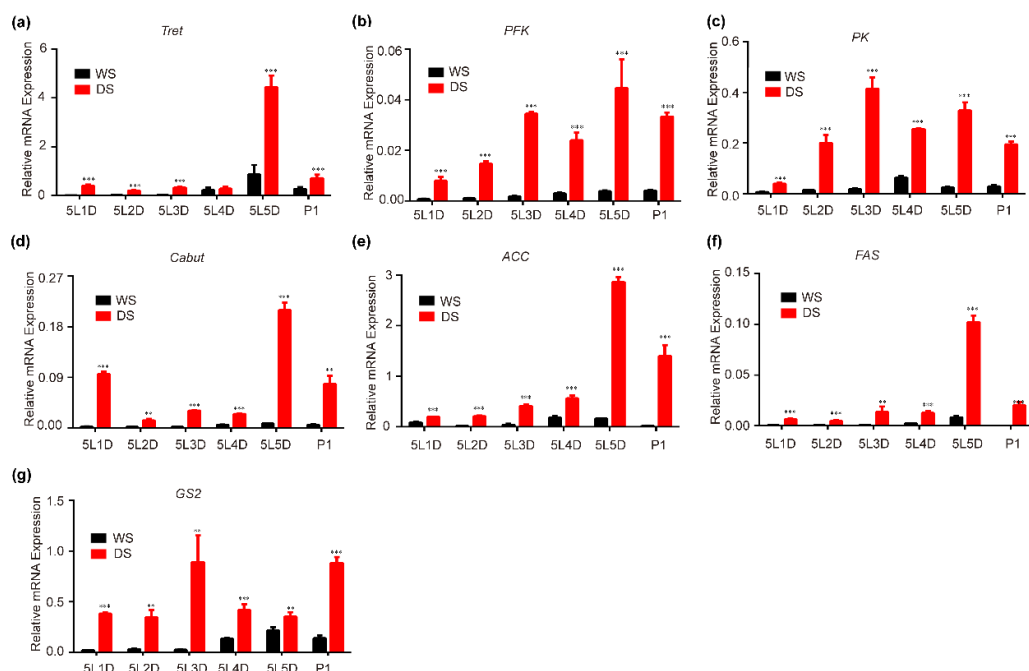 (a)
Tret
Relative mRNA Expression
6
4
2
0
WS
DS
***
***
***
***
***
5L1D 5L2D 5L3D 5L4D 5L5D P1
(b)
PFK
Relative mRNA Expression
0.06
0.04
0.02
0.00
WS
DS
***
***
***
***
***
***
5L1D 5L2D 5L3D 5L4D 5L5D P1
(c)
PK
Relative mRNA Expression
0.6
0.4
0.2
0.0
WS
DS
***
***
***
***
***
***
5L1D 5L2D 5L3D 5L4D 5L5D P1
(d)
Cabut
Relative mRNA Expression
0.27
0.18
0.09
0.00
WS
DS
***
**
***
***
***
**
5L1D 5L2D 5L3D 5L4D 5L5D P1
(e)
ACC
Relative mRNA Expression
3
2
1
0
WS
DS
***
***
***
***
***
***
5L1D 5L2D 5L3D 5L4D 5L5D P1
(f)
FAS
Relative mRNA Expression
0.15
0.10
0.05
0.00
WS
DS
***
***
**
***
***
***
5L1D 5L2D 5L3D 5L4D 5L5D P1
(g)
GS2
Relative mRNA Expression
1.5
1.0
0.5
0.0
WS
DS
***
**
**
***
**
***
5L1D 5L2D 5L3D 5L4D 5L5D P1